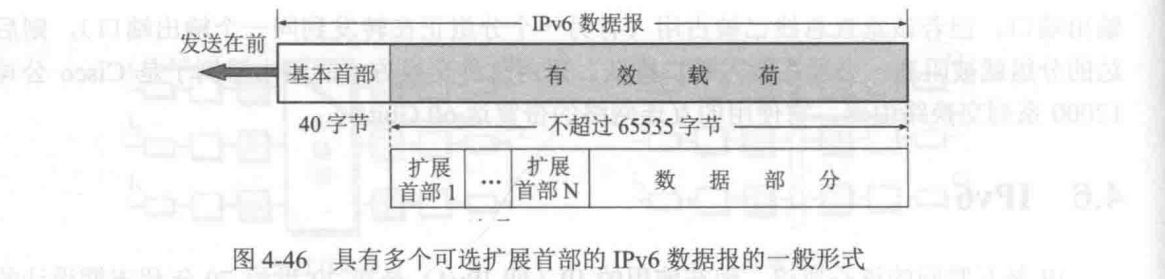 IPv6 数据报
发送在前
基本首部 有效载荷
40 字节 不超过 65535 字节
扩展 扩展
首部 1 … 首部 N 数据部分
4.6 IPv6
图 4-46 具有多个可选扩展首部的 IPv6 数据报的一般形式